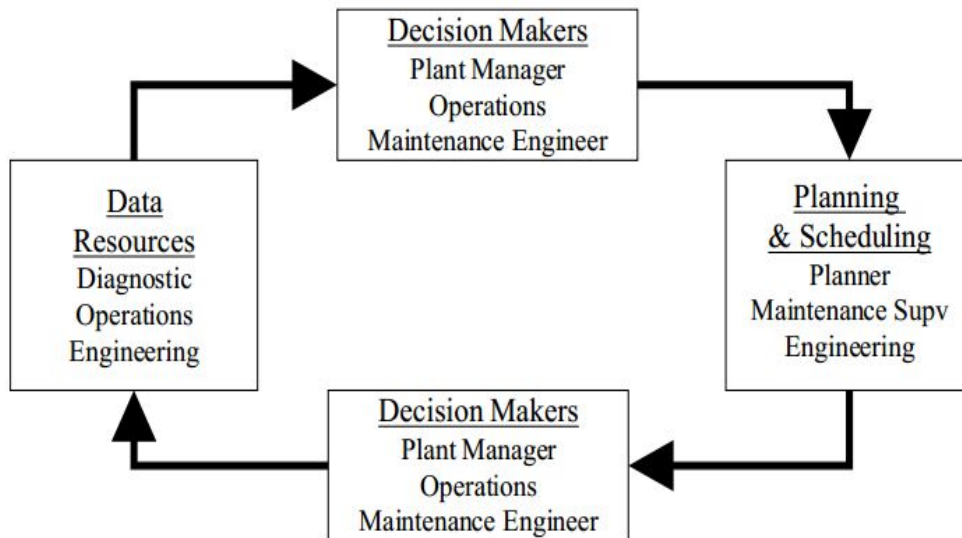 Decision Makers
Plant Manager
Operations
Maintenance Engineer
Data
Resources
Diagnostic
Operations
Engineering
Planning
& Scheduling
Planner
Maintenance Supv
Engineering
Decision Makers
Plant Manager
Operations
Maintenance Engineer